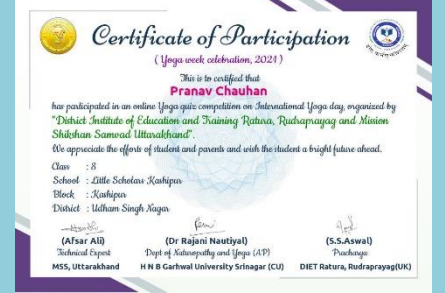 Certificate of Participation
( Yoga week celebration, 2021 )
This is to certified that
Pranav Chauhan
has participated in an online Yoga quiz competition on International Yoga day, organized by
"District Institute of Education and Training Ratura, Rudraprayag and Mission
Shikshan Samvad Uttarakhand".
We appreciate the efforts of student and parents and wish the student a bright future ahead.
Class : 8
School : Little Scholars Kashipur
Block : Kashipur
District : Udham Singh Nagar
(Afsar Ali)
Technical Expert
MSS, Uttarakhand
(Dr Rajani Nautiyal)
Dept of Naturopathy and Yoga (A.P)
H N B Garhwal University Srinagar (CU)
(S.S.Aswal)
Pracharya
DIET Ratura, Rudraprayag(UK)